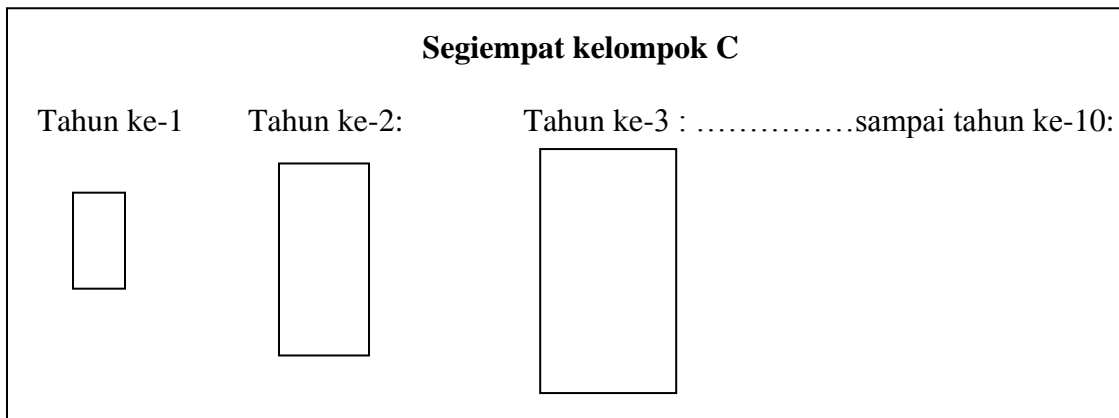 Segiempat kelompok C
Tahun ke-1 Tahun ke-2: Tahun ke-3 : ……………sampai tahun ke-10: